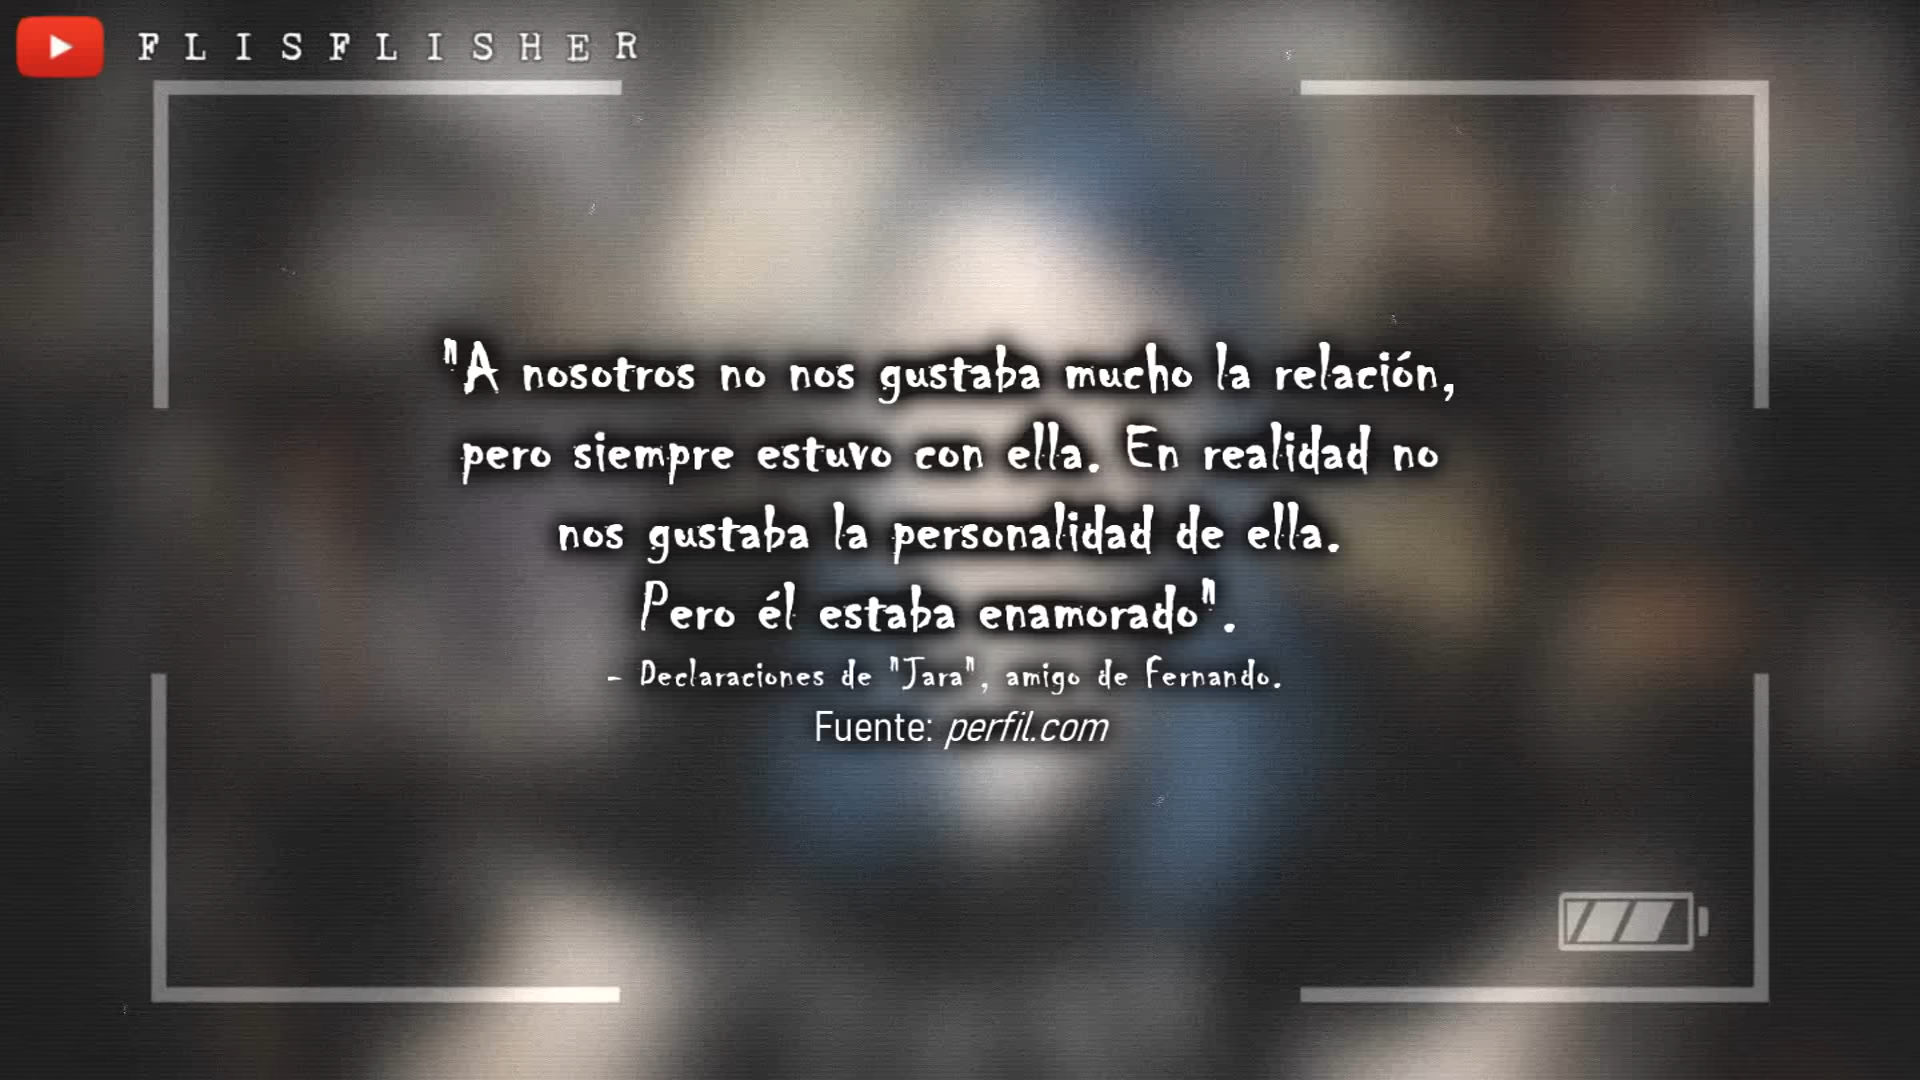 FLISFLISHER
"A nosotros no nos gustaba mucho la relación,
pero siempre estuvo con ella. En realidad no
nos gustaba la personalidad de ella.
Pero él estaba enamorado".
- Declaraciones de "Jara", amigo de Fernando.
Fuente: perfil.com